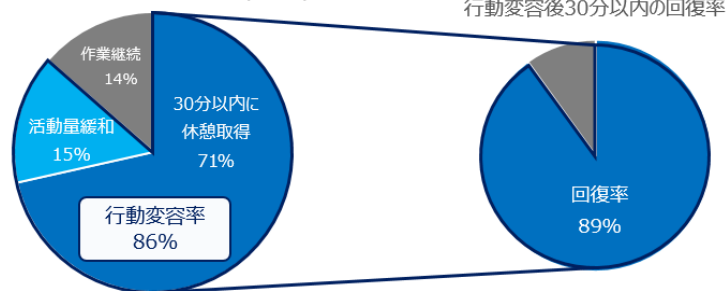 行動変容後30分以内の回復率
作業継続
14%
30分以内に
休憩取得
71%
活動量緩和
15%
行動変容率
86%
回復率
89%